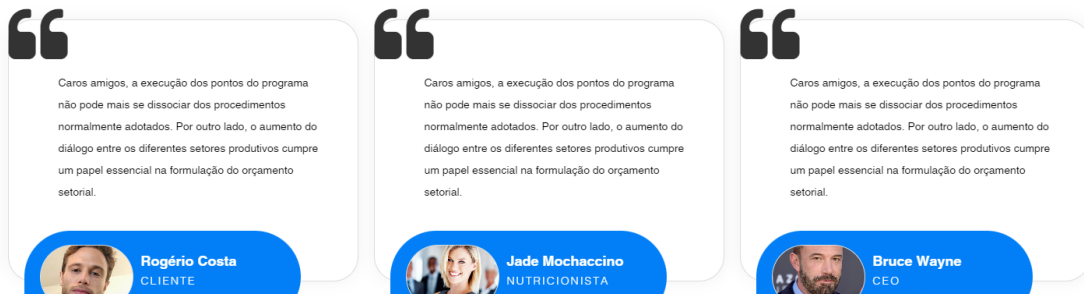 Caros amigos, a execução dos pontos do programa
não pode mais se dissociar dos procedimentos
normalmente adotados. Por outro lado, o aumento do
diálogo entre os diferentes setores produtivos cumpre
um papel essencial na formulação do orçamento
setorial.
Rogério Costa
CLIENTE
Caros amigos, a execução dos pontos do programa
não pode mais se dissociar dos procedimentos
normalmente adotados. Por outro lado, o aumento do
diálogo entre os diferentes setores produtivos cumpre
um papel essencial na formulação do orçamento
setorial.
Jade Mochaccino
NUTRICIONISTA
Caros amigos, a execução dos pontos do programa
não pode mais se dissociar dos procedimentos
normalmente adotados. Por outro lado, o aumento do
diálogo entre os diferentes setores produtivos cumpre
um papel essencial na formulação do orçamento
setorial.
Bruce Wayne
CEO